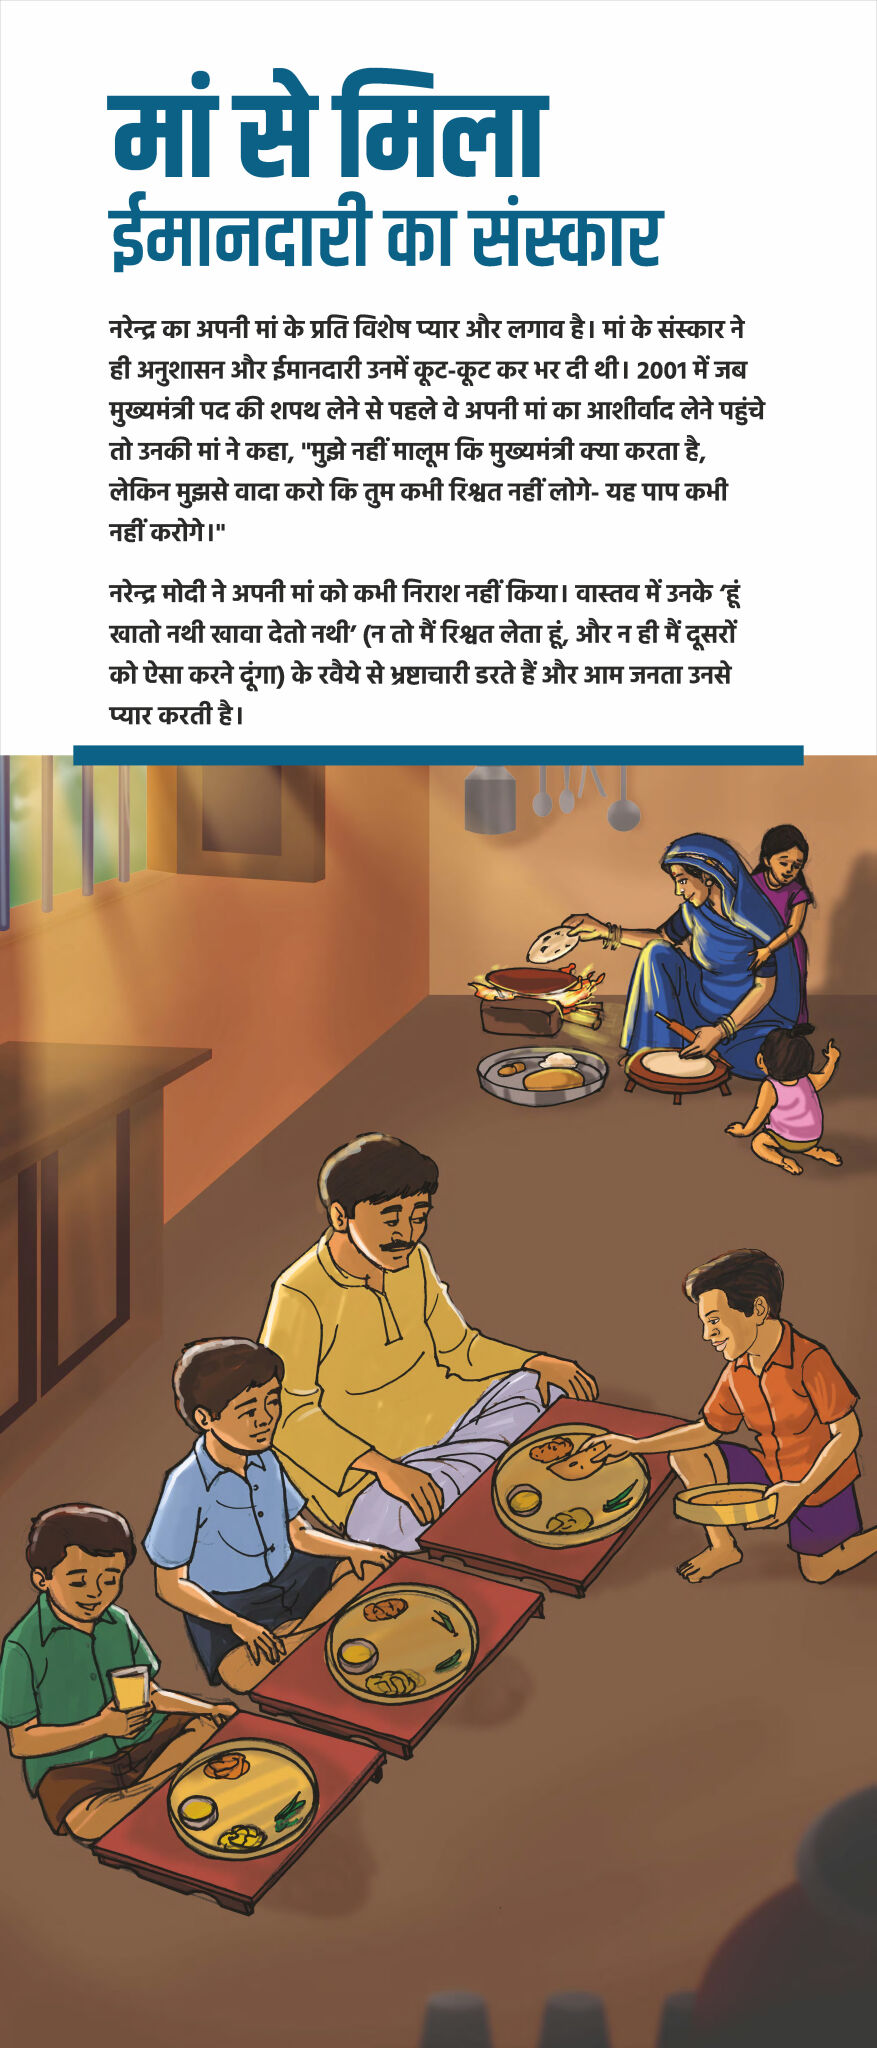 मां से मिला
ईमानदारी का संस्कार
नरेन्द्र का अपनी मां के प्रति विशेष प्यार और लगाव है। मां के संस्कार ने
ही अनुशासन और ईमानदारी उनमें कूट-कूट कर भर दी थी। 2001 में जब
मुख्यमंत्री पद की शपथ लेने से पहले वे अपनी मां का आशीर्वाद लेने पहुंचे
तो उनकी मां ने कहा, "मुझे नहीं मालूम कि मुख्यमंत्री क्या करता है,
लेकिन मुझसे वादा करो कि तुम कभी रिश्वत नहीं लोगे- यह पाप कभी
नहीं करोगे।"
नरेन्द्र मोदी ने अपनी मां को कभी निराश नहीं किया। वास्तव में उनके ‘हूं
खातो नथी खावा देतो नथी’ (न तो मैं रिश्वत लेता हूं, और न ही मैं दूसरों
को ऐसा करने दूंगा) के रवैये से भ्रष्टाचारी डरते हैं और आम जनता उनसे
प्यार करती है।